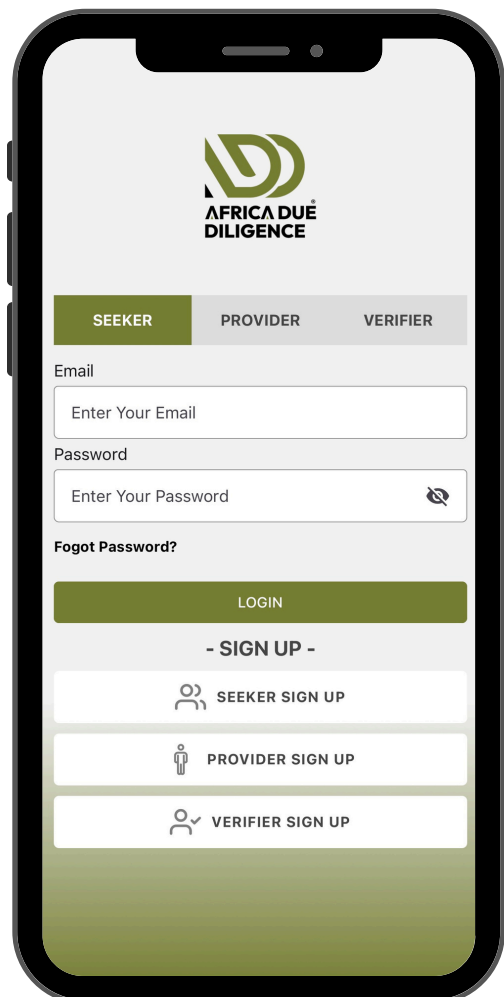 AFRICA DUE®
DILIGENCE
SEEKER PROVIDER VERIFIER
Email
Enter Your Email
Password
Enter Your Password
Fogot Password?
LOGIN
- SIGN UP -
SEEKER SIGN UP
PROVIDER SIGN UP
VERIFIER SIGN UP